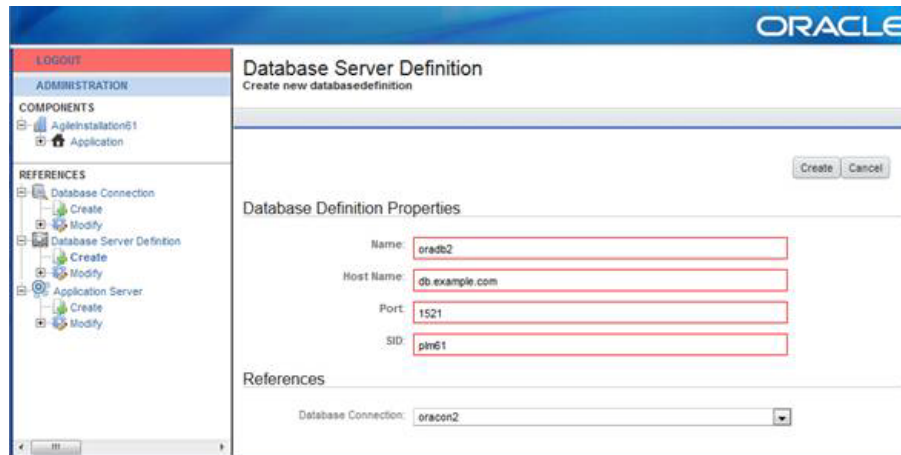 ORACLE
LOGOUT
ADMINISTRATION
COMPONENTS
AgileInstallation61
Application
REFERENCES
Database Connection
Create
Modify
Database Server Definition
Create
Modify
Application Server
Create
Modify
Database Server Definition
Create new databasedefinition
Create Cancel
Database Definition Properties
Name: oradb2
Host Name: db.example.com
Port: 1521
SID: plm61
References
Database Connection: oracon2